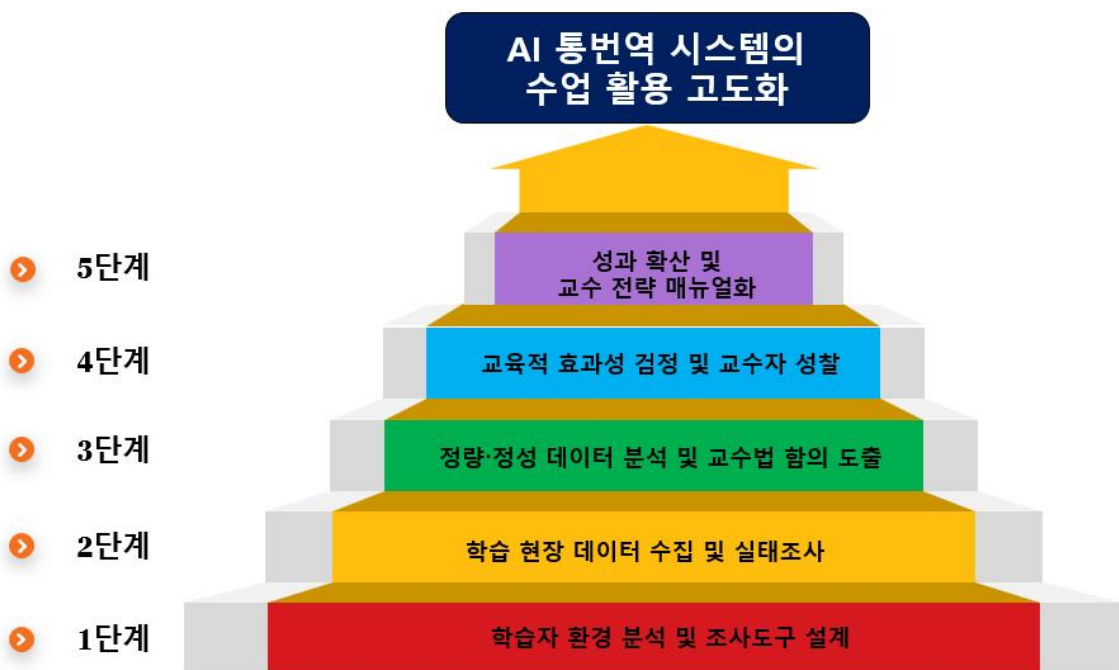 AI 통번역 시스템의
수업 활용 고도화
5단계
성과 확산 및
교수 전략 매뉴얼화
4단계
교육적 효과성 검정 및 교수자 성찰
3단계
정량·정성 데이터 분석 및 교수법 함의 도출
2단계
학습 현장 데이터 수집 및 실태조사
1단계
학습자 환경 분석 및 조사도구 설계